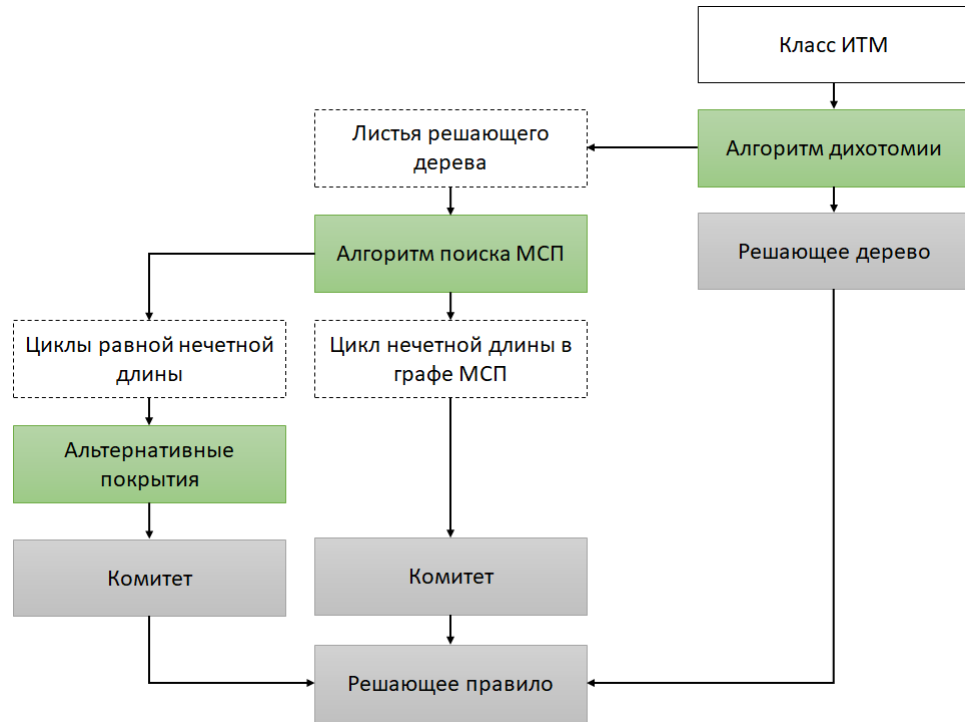 Класс ИТМ
Листья решающего
дерева
Алгоритм дихотомии
Алгоритм поиска МСП
Решающее дерево
Циклы равной нечетной
длины
Цикл нечетной длины в
графе МСП
Альтернативные
покрытия
Комитет
Комитет
Решающее правило